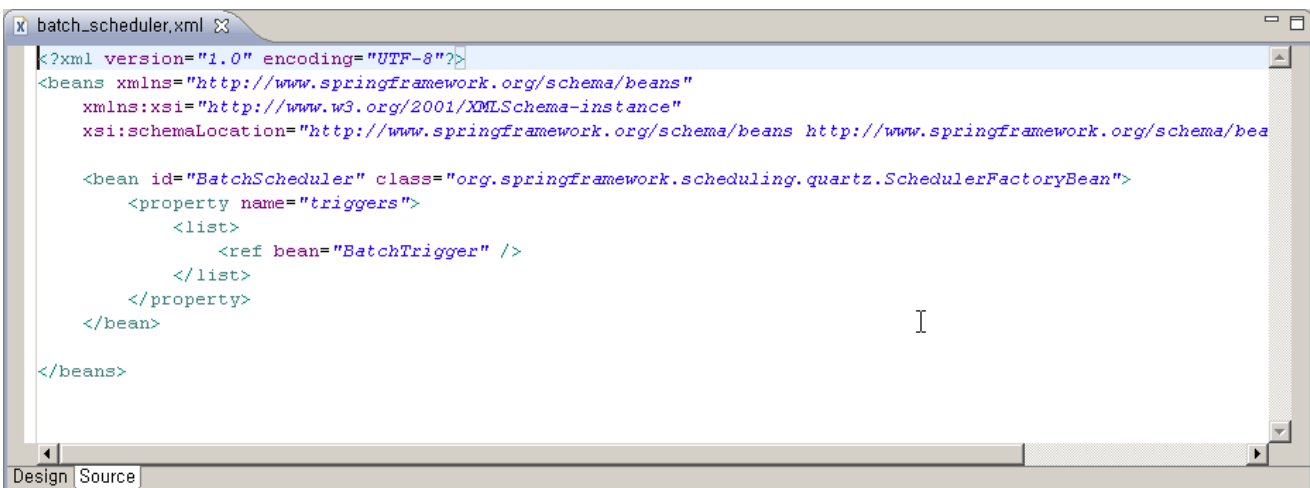 batch_scheduler.xml
<?xml version="1.0" encoding="UTF-8"?>
<beans xmlns="http://www.springframework.org/schema/beans"
    xmlns:xsi="http://www.w3.org/2001/XMLSchema-instance"
    xsi:schemaLocation="http://www.springframework.org/schema/beans http://www.springframework.org/schema/bea
    <bean id="BatchScheduler" class="org.springframework.scheduling.quartz.SchedulerFactoryBean">
        <property name="triggers">
            <list>
                <ref bean="BatchTrigger" />
            </list>
        </property>
    </bean>
</beans>
Design Source